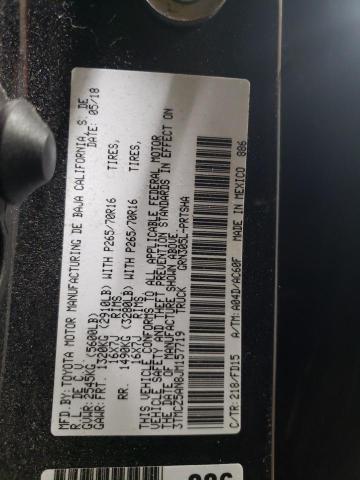 MFD BY: TOYOTA MOTOR MANUFACTURING DE BAJA CALIFORNIA, S. DE
R. L. DE C.V. DATE: 05/18
GVWR: 2545KG (5600LB)
GAWR: FRT. 1320KG (2910LB) WITH P265/70R16 TIRES,
16X7J RIMS
RR. 1490KG (3280LB) WITH P265/70R16 TIRES,
16X7J RIMS
THIS VEHICLE CONFORMS TO ALL APPLICABLE FEDERAL MOTOR
VEHICLE SAFETY AND THEFT PREVENTION STANDARDS IN EFFECT ON
THE DATE OF MANUFACTURE SHOWN ABOVE.
3TMCZ5AN8JM157719 TRUCK GRN305L-PRTSHA
C/TR: 218/FD15 A/TM: A04D/AC60F MADE IN MEXICO 886